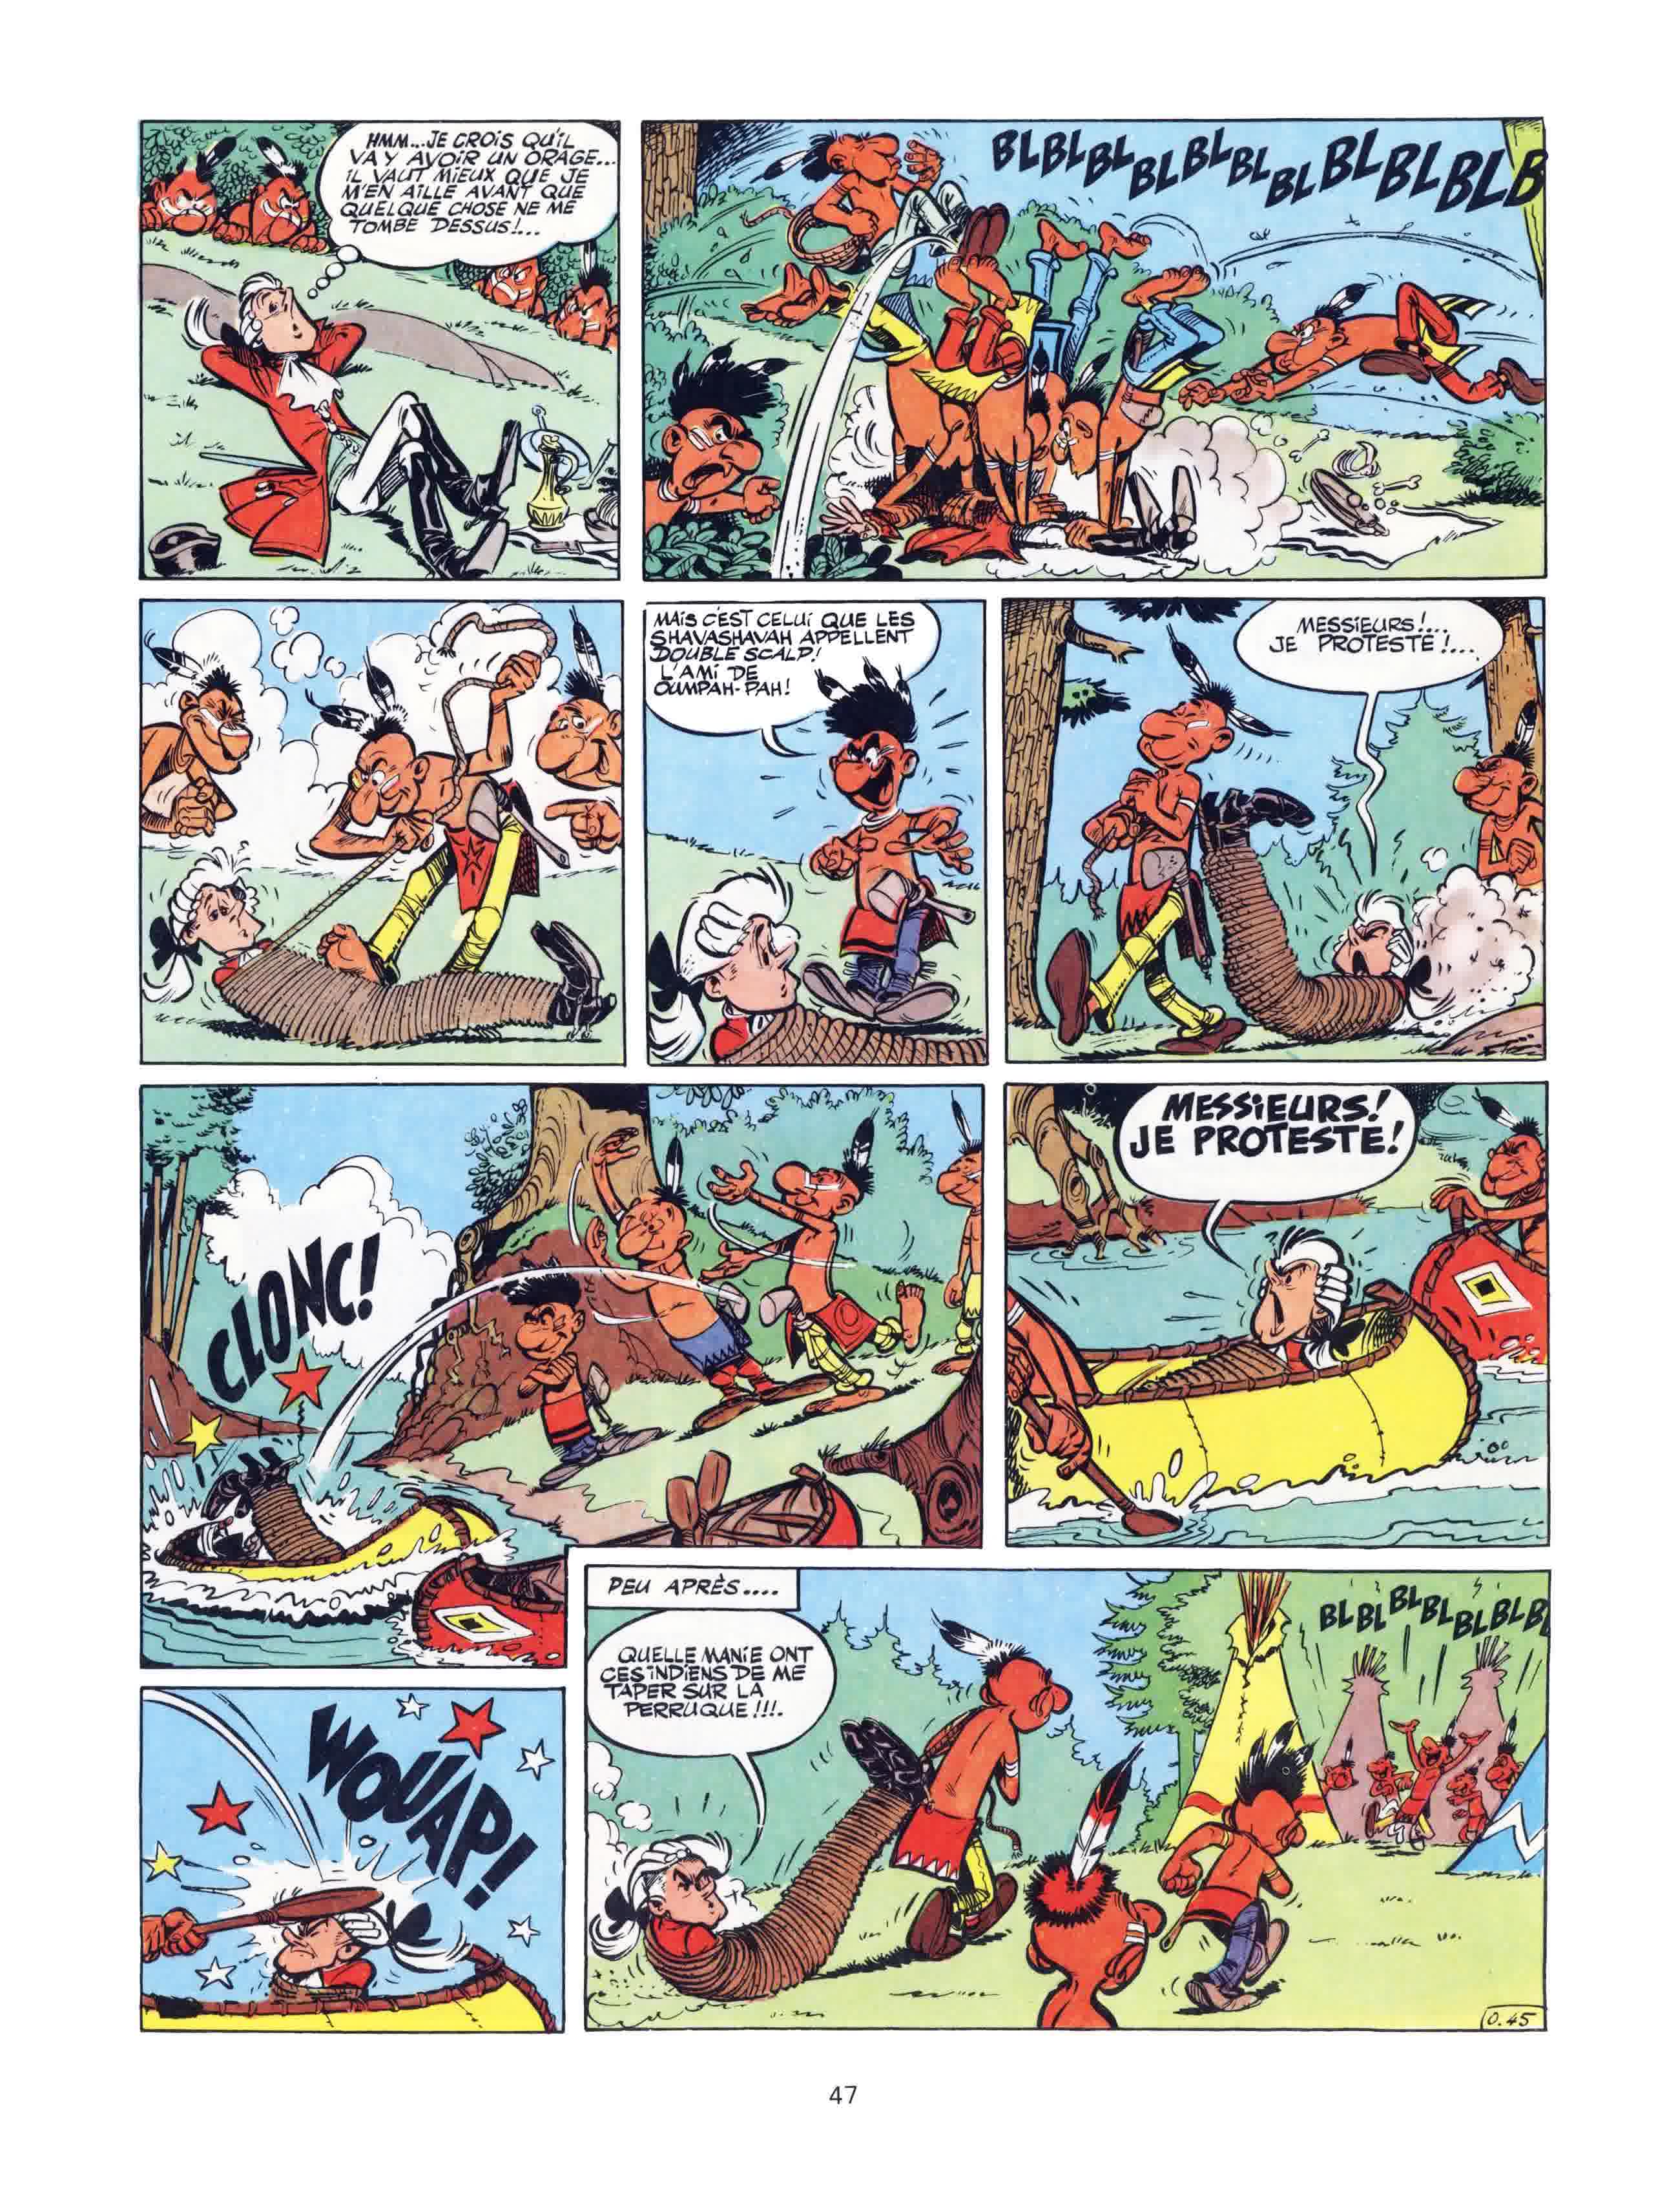 HMM...JE CROIS QU'IL
VA Y AVOIR UN ORAGE...
IL VAUT MIEUX QUE JE
M'EN AILLE AVANT QUE
QUELQUE CHOSE NE ME
TOMBE DESSUS!...
BLBLBLBLBLBLBLBLBLBLB
MAIS C'EST CELUI QUE LES
SHAVASHAVAH APPELLENT
DOUBLE SCALP!
L'AMI DE
OUMPAH-PAH!
MESSIEURS!...
JE PROTESTE!...
CLONC!
MESSIEURS!
JE PROTESTE!
WOUAP!
PEU APRÈS....
QUELLE MANIE ONT
CES INDIENS DE ME
TAPER SUR LA
PERRUQUE!!!.
BLBLBLBLBLBLBL
O.45
47